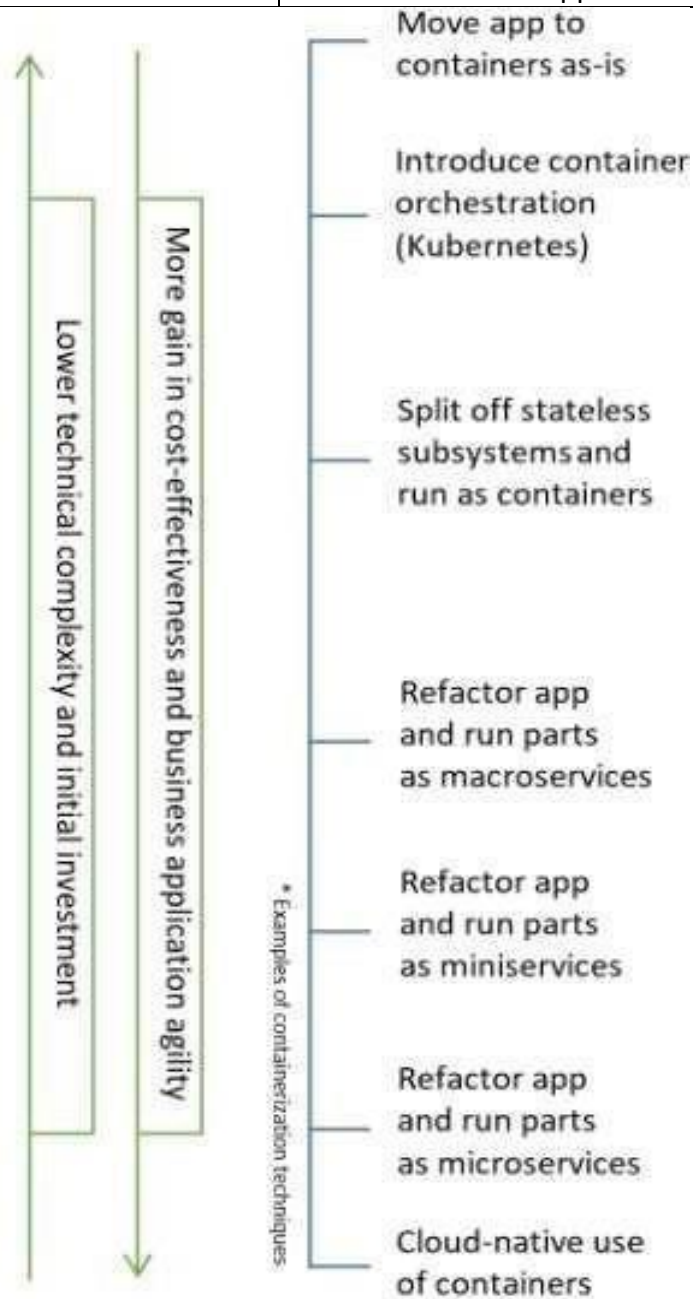 Move app to
containers as-is
Introduce container
orchestration
(Kubernetes)
Split off stateless
subsystems and
run as containers
Refactor app
and run parts
as macroservices
Refactor app
and run parts
as miniservices
Refactor app
and run parts
as microservices
Cloud-native use
of containers
Lower technical complexity and initial investment
More gain in cost-effectiveness and business application agility
* Examples of containerization techniques